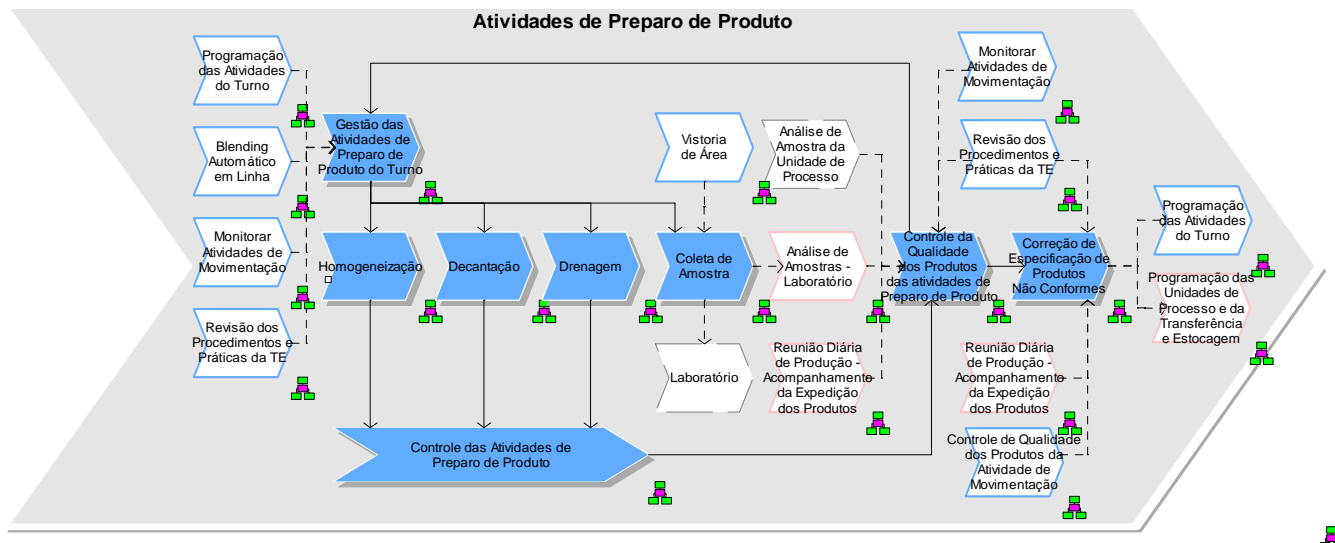 Atividades de Preparo de Produto
Programação
das Atividades
do Turno
Blending
Automático
em Linha
Monitorar
Atividades de
Movimentação
Revisão dos
Procedimentos e
Práticas da TE
Gestão das
Atividades de
Preparo de
Produto do Turno
Homogeneização
Decantação
Drenagem
Vistoria
de Área
Coleta de
Amostra
Laboratório
Análise de
Amostra da
Unidade de
Processo
Análise de
Amostras -
Laboratório
Reunião Diária
de Produção -
Acompanhamento
da Expedição
dos Produtos
Controle das Atividades de
Preparo de Produto
Controle da
Qualidade
dos Produtos
das atividades de
Preparo de Produto
Monitorar
Atividades de
Movimentação
Revisão dos
Procedimentos e
Práticas da TE
Correção de
Especificação de
Produtos
Não Conformes
Reunião Diária
de Produção -
Acompanhamento
da Expedição
dos Produtos
Controle de Qualidade
dos Produtos da
Atividade de
Movimentação
Programação
das Atividades
do Turno
Programação das
Unidades de
Processo e da
Transferência
e Estocagem